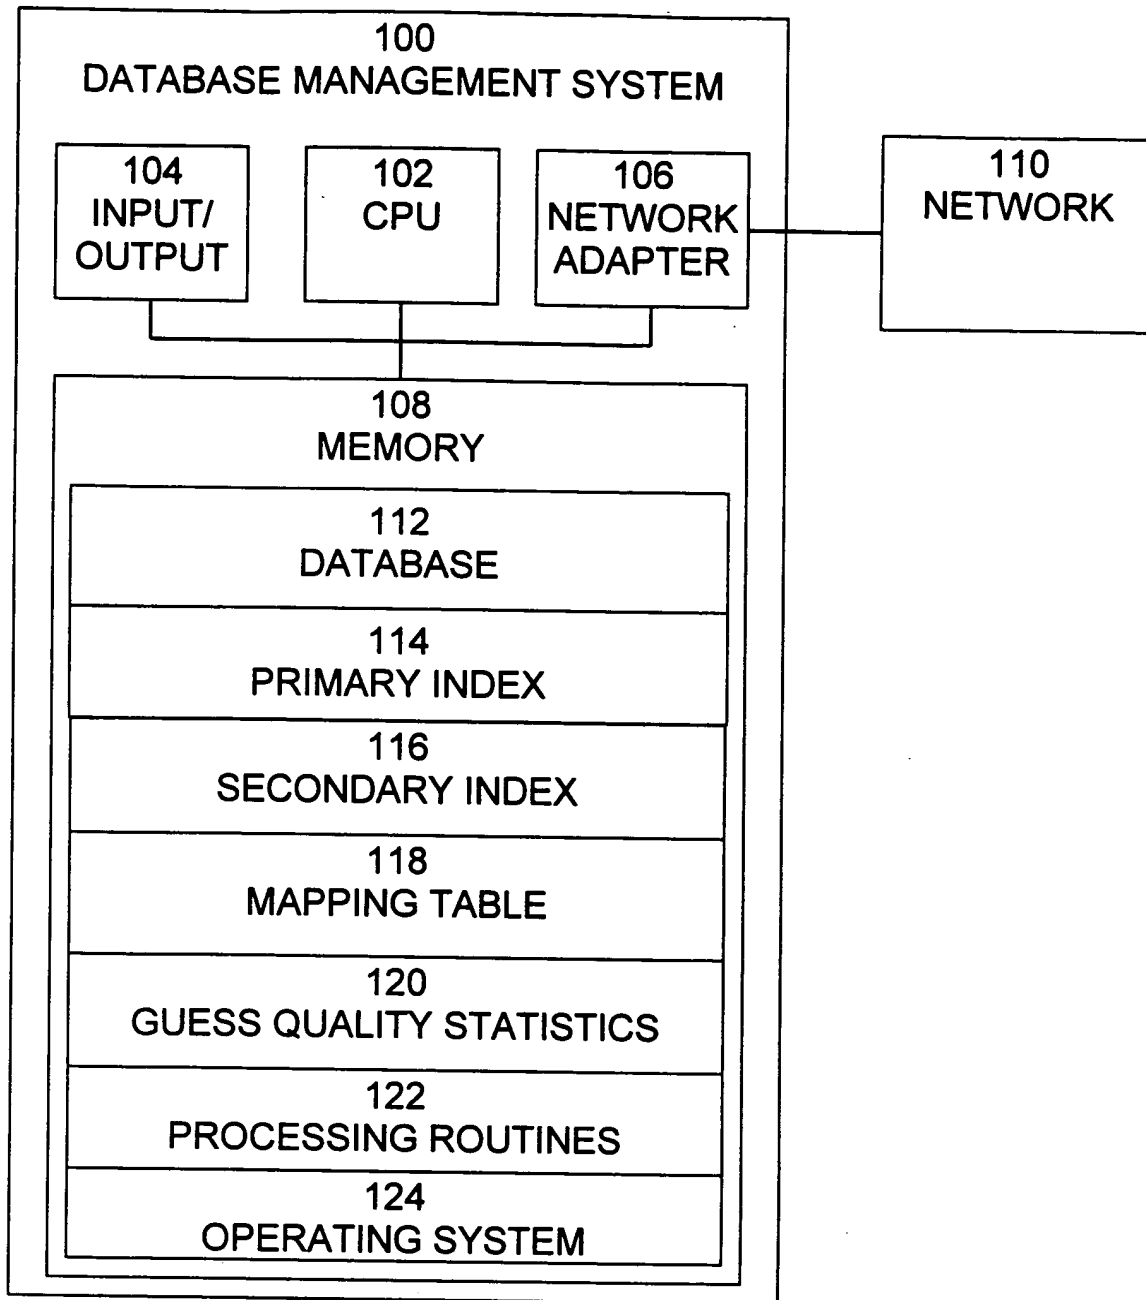 100
DATABASE MANAGEMENT SYSTEM
104
INPUT/
OUTPUT
102
CPU
106
NETWORK
ADAPTER
110
NETWORK
108
MEMORY
112
DATABASE
114
PRIMARY INDEX
116
SECONDARY INDEX
118
MAPPING TABLE
120
GUESS QUALITY STATISTICS
122
PROCESSING ROUTINES
124
OPERATING SYSTEM